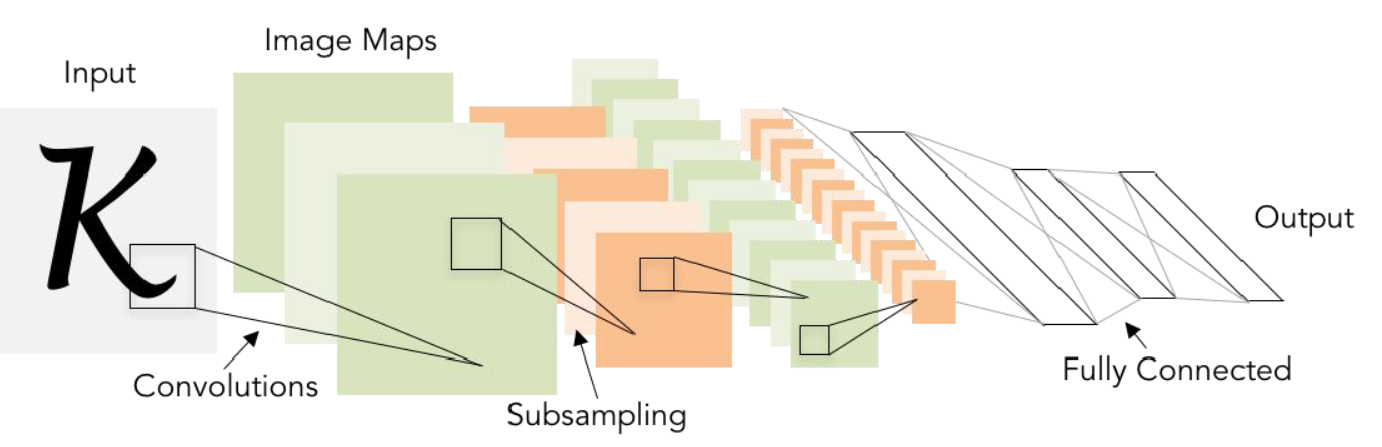 Input
Image Maps
K
Convolutions
Subsampling
Fully Connected
Output